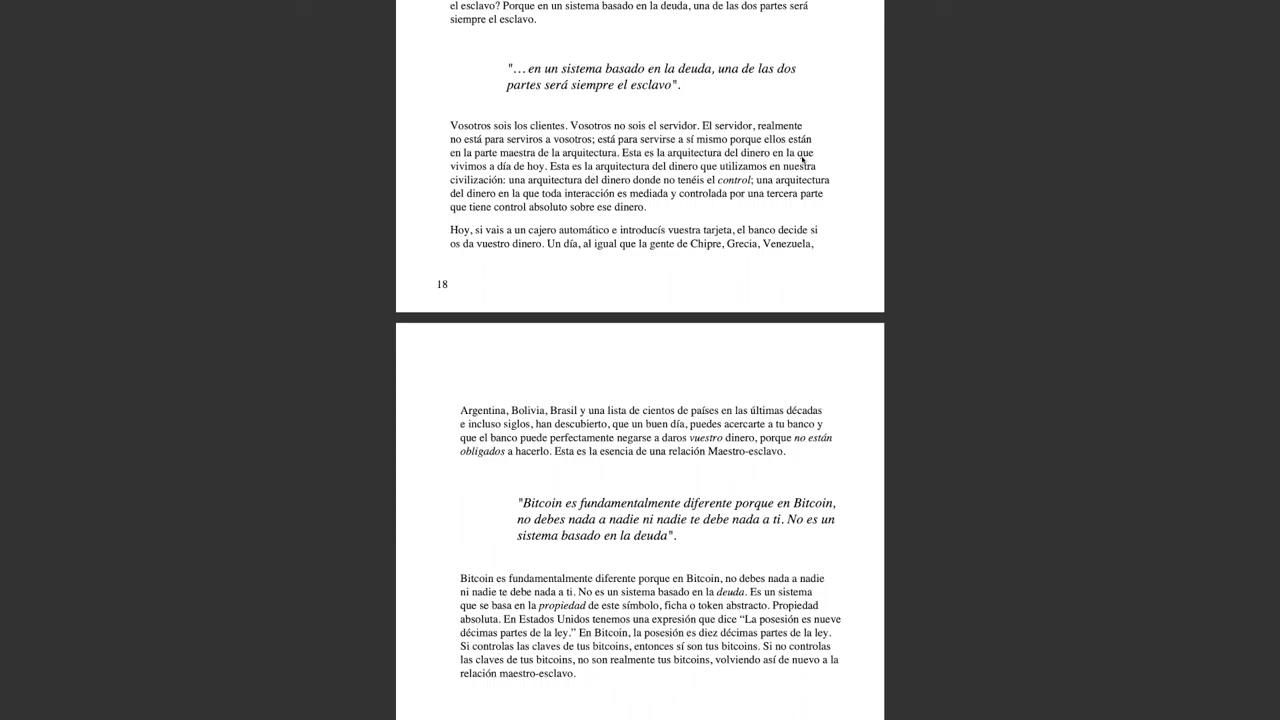 el esclavo? Porque en un sistema basado en la deuda, una de las dos partes será
siempre el esclavo.
"… en un sistema basado en la deuda, una de las dos
partes será siempre el esclavo".
Vosotros sois los clientes. Vosotros no sois el servidor. El servidor, realmente
no está para serviros a vosotros; está para servirse a sí mismo porque ellos están
en la parte maestra de la arquitectura. Esta es la arquitectura del dinero en la que
vivimos a día de hoy. Esta es la arquitectura del dinero que utilizamos en nuestra
civilización: una arquitectura del dinero donde no tenéis el control; una arquitectura
del dinero en la que toda interacción es mediada y controlada por una tercera parte
que tiene control absoluto sobre ese dinero.
Hoy, si vais a un cajero automático e introducís vuestra tarjeta, el banco decide si
os da vuestro dinero. Un día, al igual que la gente de Chipre, Grecia, Venezuela,
18
Argentina, Bolivia, Brasil y una lista de cientos de países en las últimas décadas
e incluso siglos, han descubierto, que un buen día, puedes acercarte a tu banco y
que el banco puede perfectamente negarse a daros vuestro dinero, porque no están
obligados a hacerlo. Esta es la esencia de una relación Maestro-esclavo.
"Bitcoin es fundamentalmente diferente porque en Bitcoin,
no debes nada a nadie ni nadie te debe nada a ti. No es un
sistema basado en la deuda".
Bitcoin es fundamentalmente diferente porque en Bitcoin, no debes nada a nadie
ni nadie te debe nada a ti. No es un sistema basado en la deuda. Es un sistema
que se basa en la propiedad de este símbolo, ficha o token abstracto. Propiedad
absoluta. En Estados Unidos tenemos una expresión que dice “La posesión es nueve
décimas partes de la ley.” En Bitcoin, la posesión es diez décimas partes de la ley.
Si controlas las claves de tus bitcoins, entonces sí son tus bitcoins. Si no controlas
las claves de tus bitcoins, no son realmente tus bitcoins, volviendo así de nuevo a la
relación maestro-esclavo.